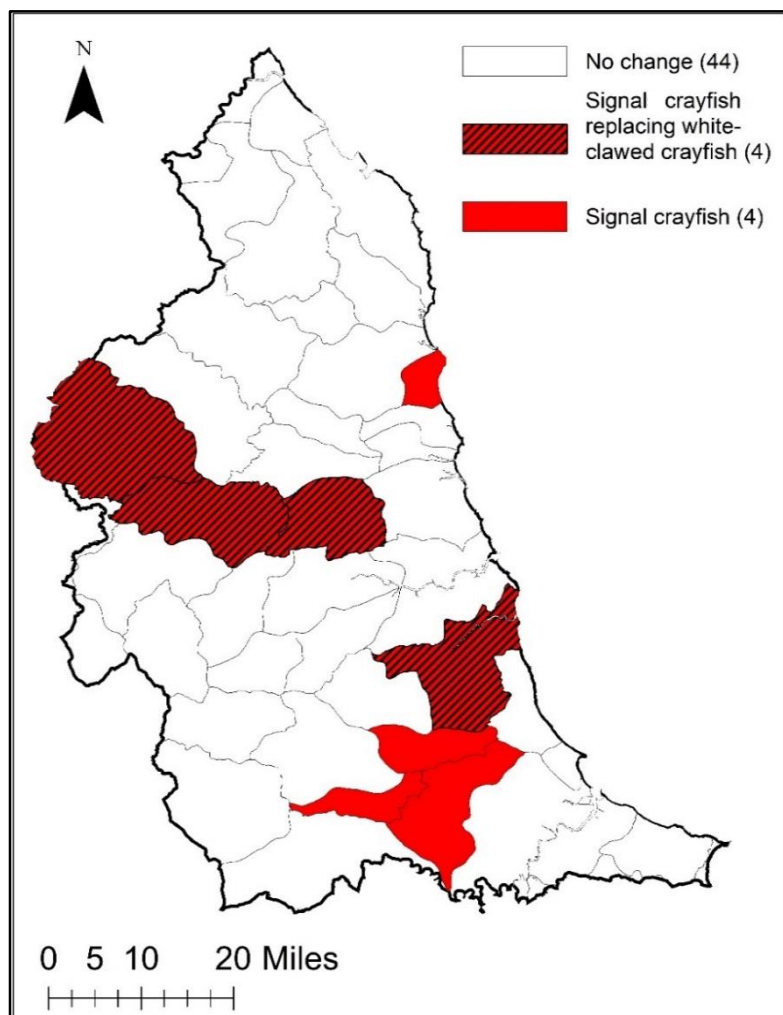 N
No change (44)
Signal crayfish
replacing white-
clawed crayfish (4)
Signal crayfish (4)
0 5 10 20 Miles